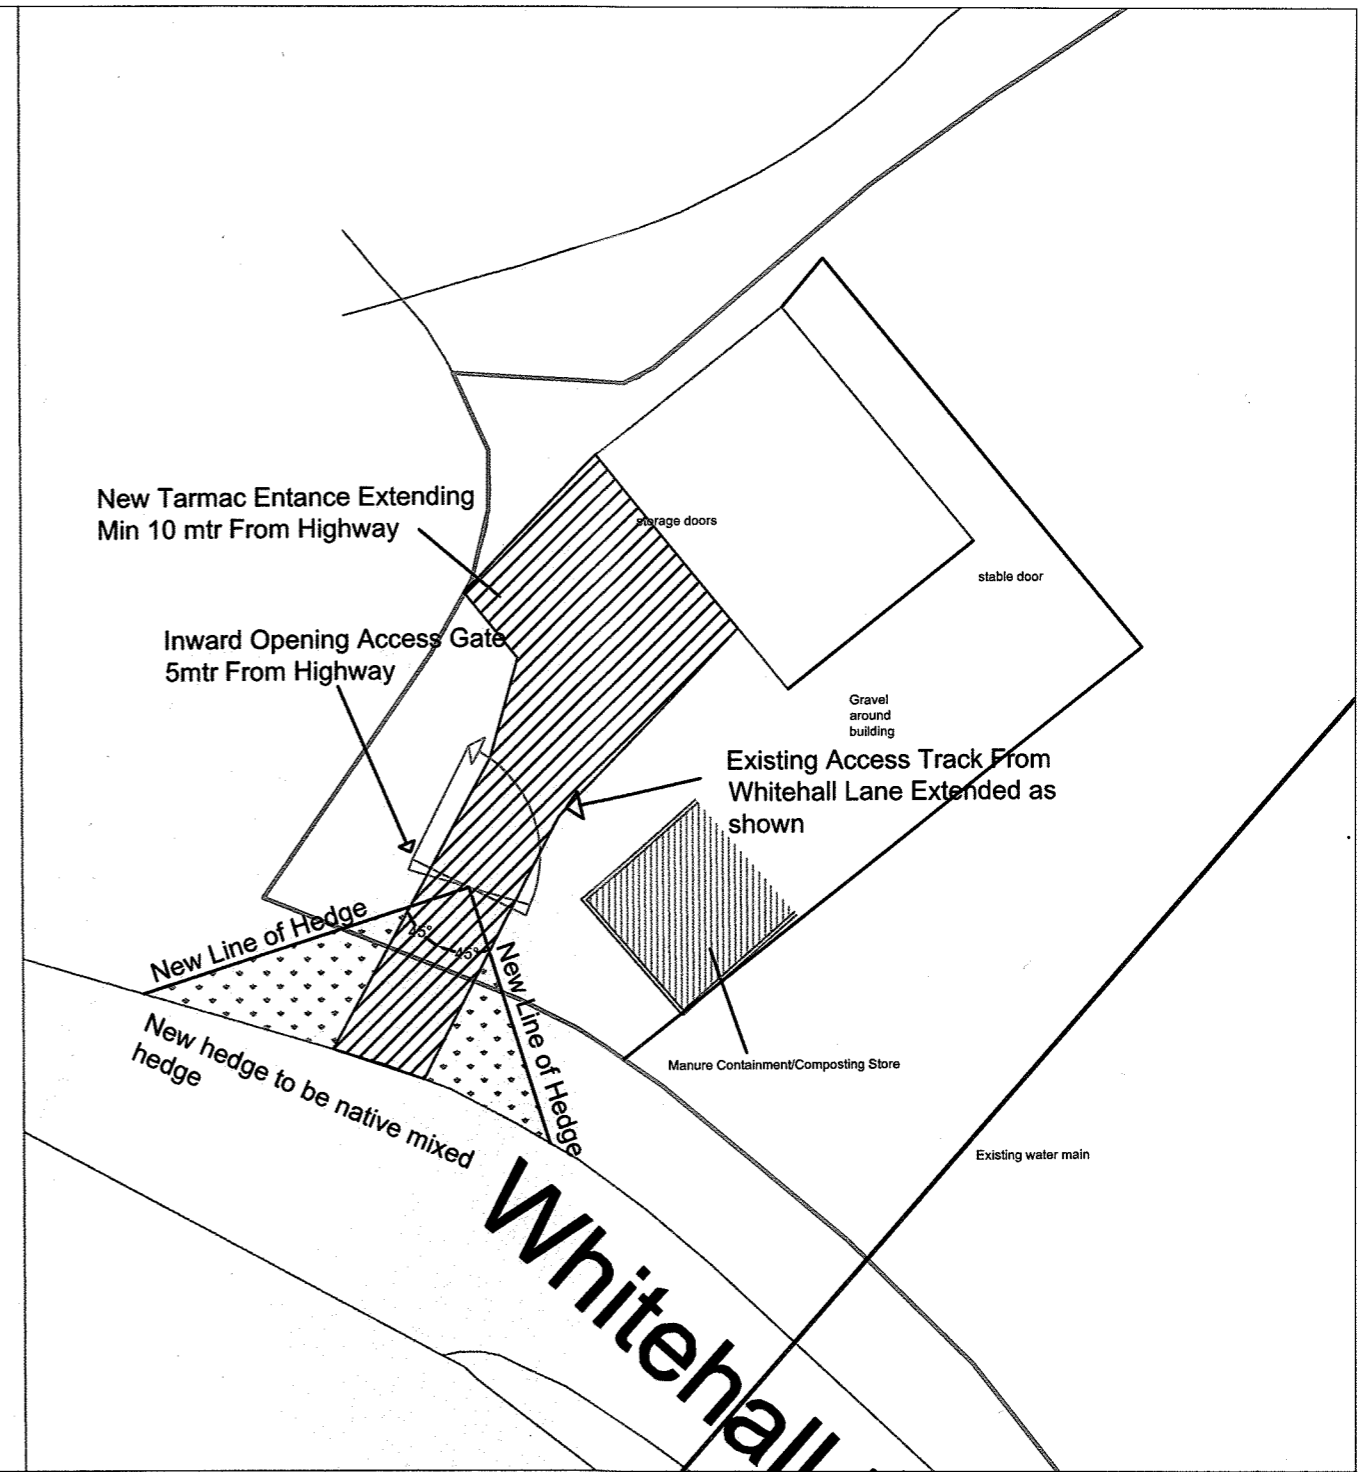 New Tarmac Entance Extending
Min 10 mtr From Highway
storage doors
stable door
Inward Opening Access Gate
5mtr From Highway
Gravel
around
building
Existing Access Track From
Whitehall Lane Extended as
shown
New Line of Hedge
45°
45°
New Line of Hedge
New hedge to be native mixed
hedge
Manure Containment/Composting Store
Existing water main
Whitehall